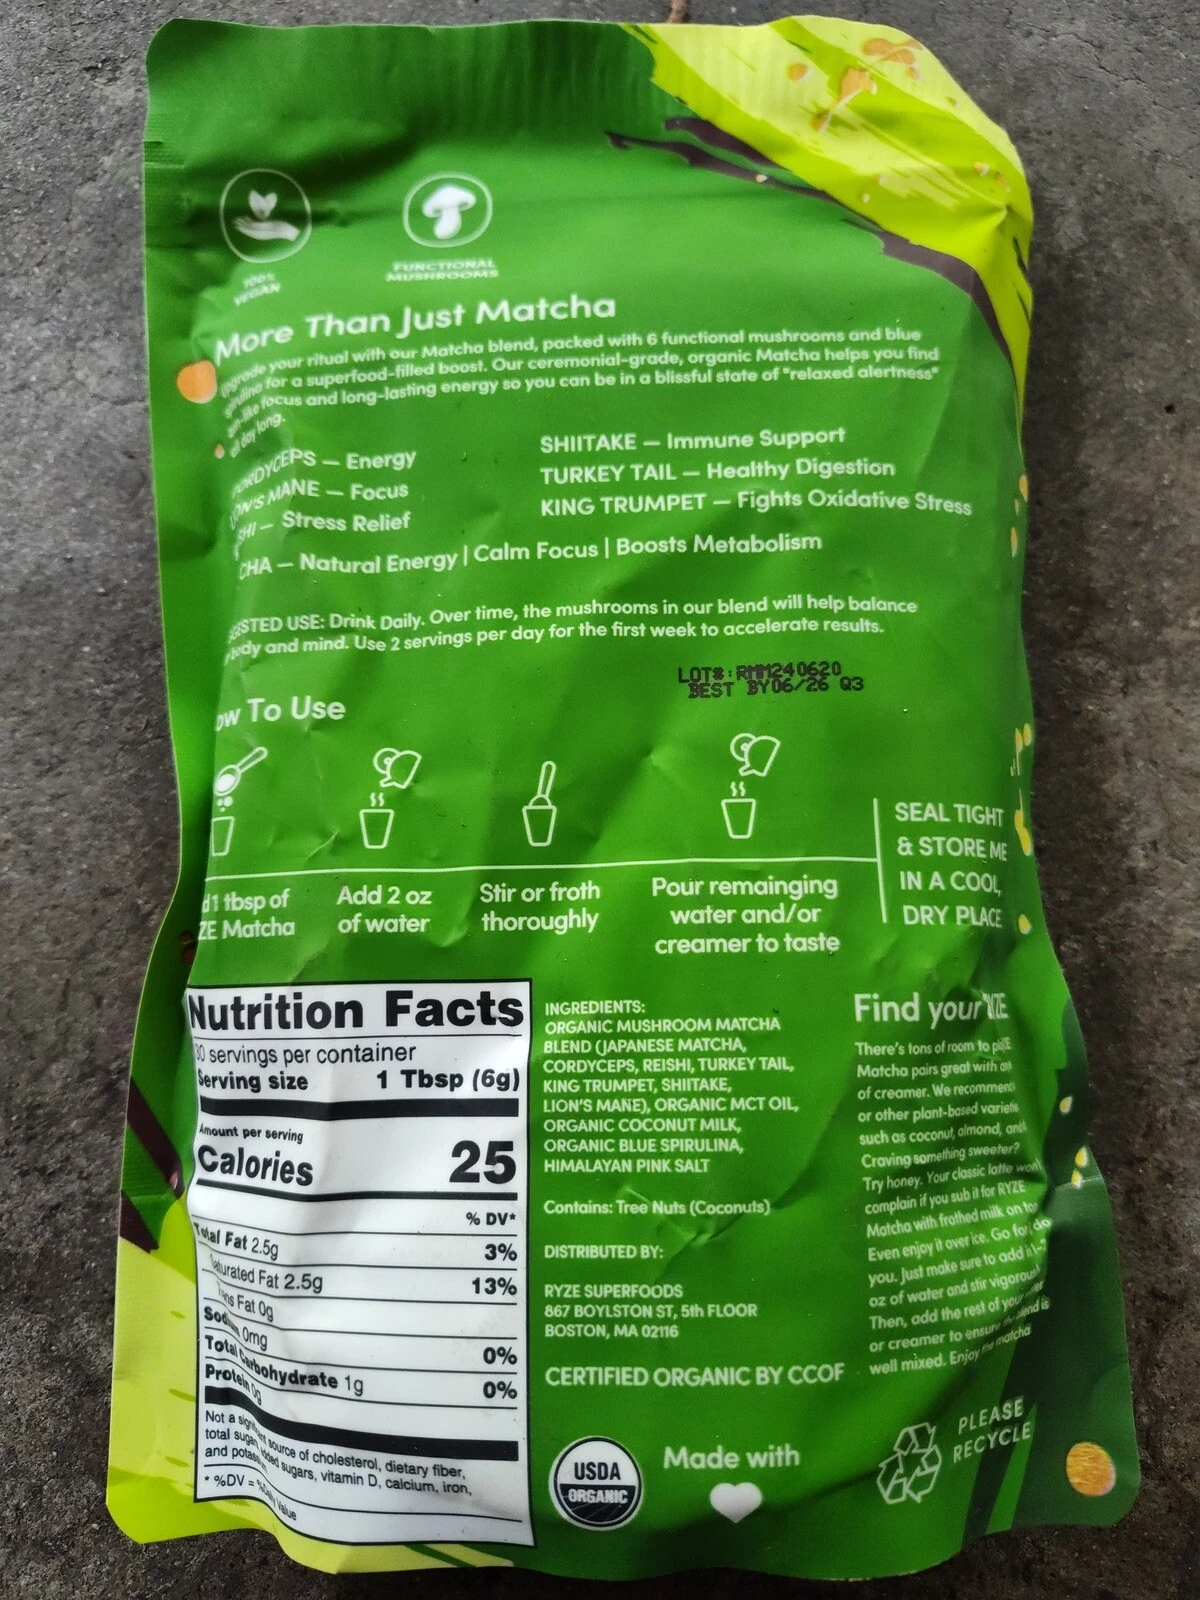 100%
VEGAN
FUNCTIONAL
MUSHROOMS
More Than Just Matcha
your ritual with our Matcha blend, packed with 6 functional mushrooms and blue
spirulina for a superfood-filled boost. Our ceremonial-grade, organic Matcha helps you find
focus and long-lasting energy so you can be in a blissful state of "relaxed alertness"
all day long.
CORDYCEPS — Energy
LION'S MANE — Focus
SHI — Stress Relief
SHIITAKE — Immune Support
TURKEY TAIL — Healthy Digestion
KING TRUMPET — Fights Oxidative Stress
CHA — Natural Energy | Calm Focus | Boosts Metabolism
ESTED USE: Drink Daily. Over time, the mushrooms in our blend will help balance
body and mind. Use 2 servings per day for the first week to accelerate results.
LOT#:RMM240620
BEST BY06/26 Q3
ow To Use
d 1 tbsp of
ZE Matcha
Add 2 oz
of water
Stir or froth
thoroughly
Pour remainging
water and/or
creamer to taste
SEAL TIGHT
& STORE ME
IN A COOL,
DRY PLACE
Nutrition Facts
30 servings per container
Serving size 1 Tbsp (6g)
Amount per serving
Calories 25
% DV*
Total Fat 2.5g 3%
Saturated Fat 2.5g 13%
Trans Fat 0g
Sodium 0mg 0%
Total Carbohydrate 1g 0%
Protein 0g
Not a significant source of cholesterol, dietary fiber,
total sugar, added sugars, vitamin D, calcium, iron,
and potas
* %DV = %Daily Value
INGREDIENTS:
ORGANIC MUSHROOM MATCHA
BLEND (JAPANESE MATCHA,
CORDYCEPS, REISHI, TURKEY TAIL,
KING TRUMPET, SHIITAKE,
LION'S MANE), ORGANIC MCT OIL,
ORGANIC COCONUT MILK,
ORGANIC BLUE SPIRULINA,
HIMALAYAN PINK SALT
Contains: Tree Nuts (Coconuts)
DISTRIBUTED BY:
RYZE SUPERFOODS
867 BOYLSTON ST, 5th FLOOR
BOSTON, MA 02116
CERTIFIED ORGANIC BY CCOF
USDA
ORGANIC
Made with
Find your RYZE
There's tons of room to
Matcha pairs great with
of creamer. We recommend
or other plant-based varieties
such as coconut, almond, and
Craving something sweeter?
Try honey. Your classic latte won't
complain if you sub it for RYZE
Matcha with frothed milk on top
Even enjoy it over ice. Go for, do
you. Just make sure to add 1-2
oz of water and stir vigorously
Then, add the rest of your
or creamer to ensure the blend is
well mixed. Enjoy the matcha
PLEASE
RECYCLE